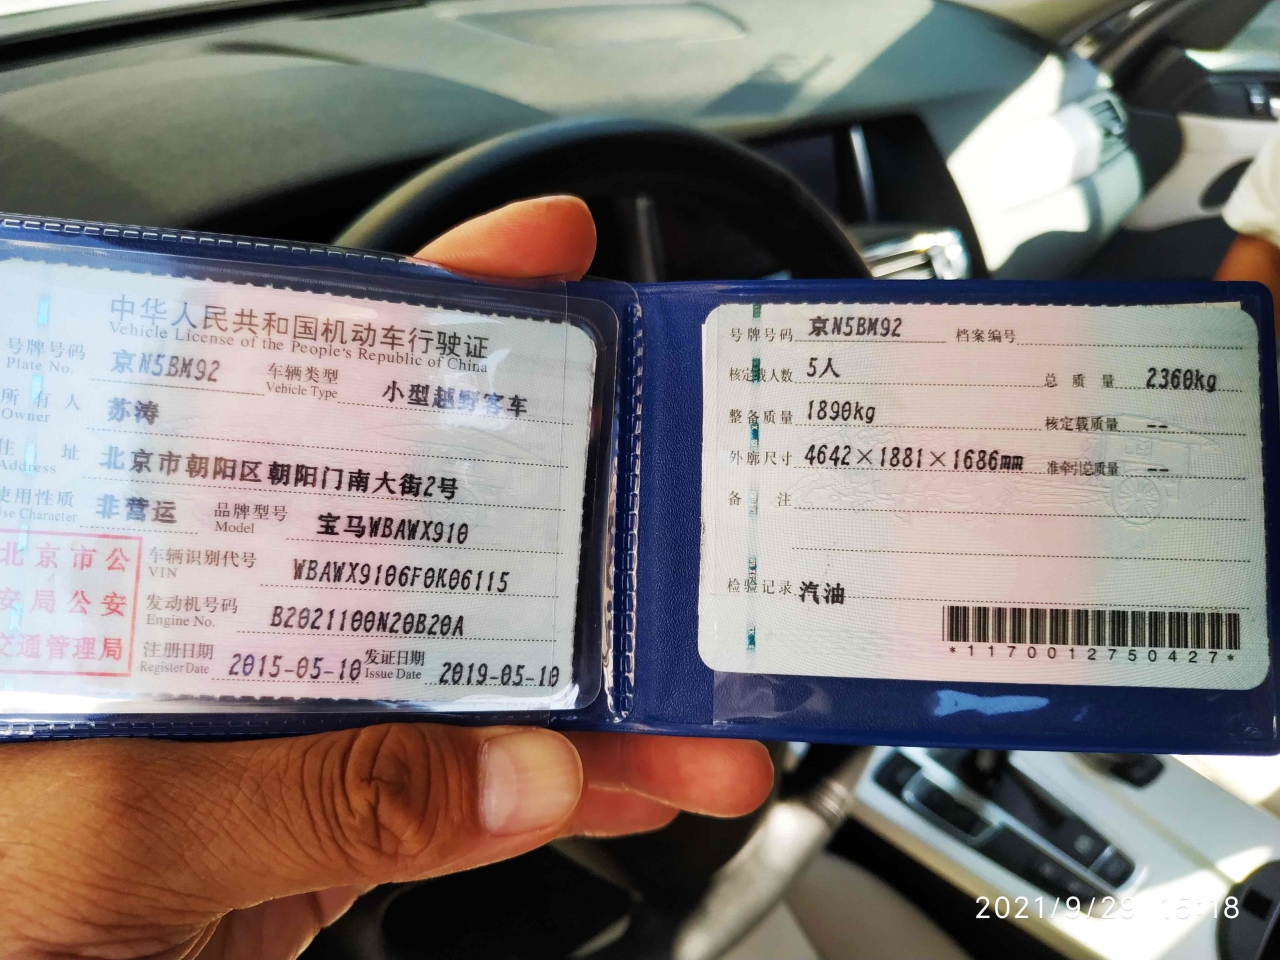 中华人民共和国机动车行驶证
Vehicle License of the People's Republic of China
号牌号码 京N5BM92 车辆类型 小型越野客车
Plate No. Vehicle Type
所有人 苏涛
Owner
住址 北京市朝阳区朝阳门南大街2号
Address
使用性质 非营运 品牌型号 宝马WBAWX910
Use Character Model
北京市公
安局公安
交通管理局
车辆识别代号 WBAWX9106F0K06115
VIN
发动机号码 B2021100N20B20A
Engine No.
注册日期 2015-05-10 发证日期 2019-05-10
Register Date Issue Date
号牌号码 京N5BM92 档案编号
核定载人数 5人 总质量 2360kg
整备质量 1890kg 核定载质量 --
外廓尺寸 4642×1881×1686mm 准牵引总质量 --
备注
检验记录 汽油
*1170012750427*
2021/9/29 15:18